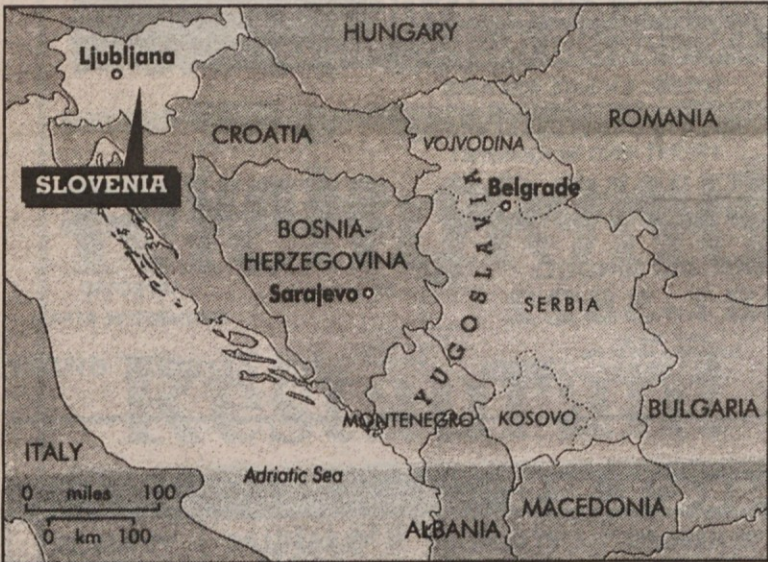 HUNGARY
Ljubljana
ROMANIA
CROATIA
VOJVODINA
SLOVENIA
Belgrade
BOSNIA-
HERZEGOVINA
Sarajevo
YUGOSLAVIA
SERBIA
MONTENEGRO
KOSOVO
BULGARIA
ITALY
Adriatic Sea
0 miles 100
0 km 100
MACEDONIA
ALBANIA